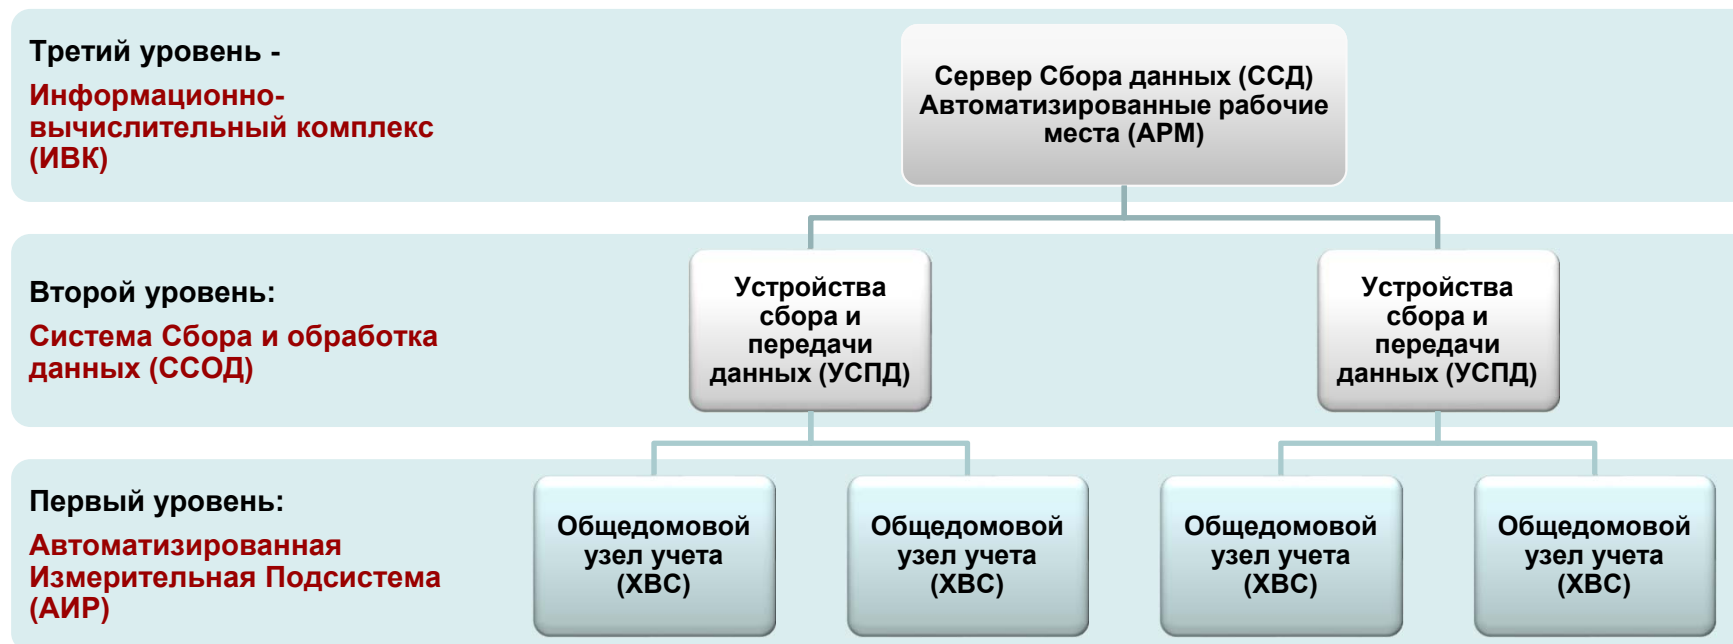 Третий уровень -
Информационно-
вычислительный комплекс
(ИВК)
Сервер Сбора данных (ССД)
Автоматизированные рабочие
места (АРМ)
Второй уровень:
Система Сбора и обработка
данных (ССОД)
Устройства
сбора и
передачи
данных (УСПД)
Устройства
сбора и
передачи
данных (УСПД)
Первый уровень:
Автоматизированная
Измерительная Подсистема
(АИР)
Общедомовой
узел учета
(ХВС)
Общедомовой
узел учета
(ХВС)
Общедомовой
узел учета
(ХВС)
Общедомовой
узел учета
(ХВС)